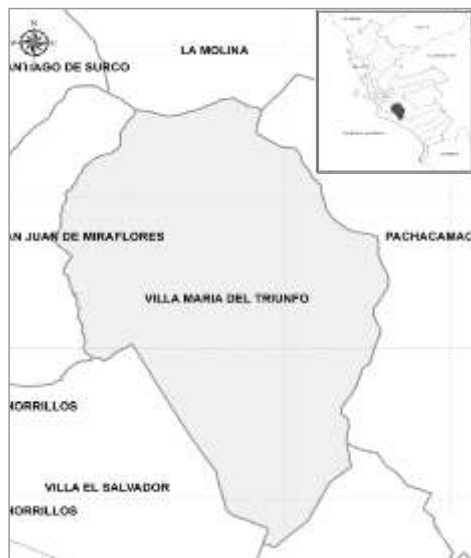 N
LA MOLINA
ANTIAGO DE SURCO
AN JUAN DE MIRAFLORES
PACHACAMAC
VILLA MARIA DEL TRIUNFO
HORRILLOS
VILLA EL SALVADOR
HORRILLOS